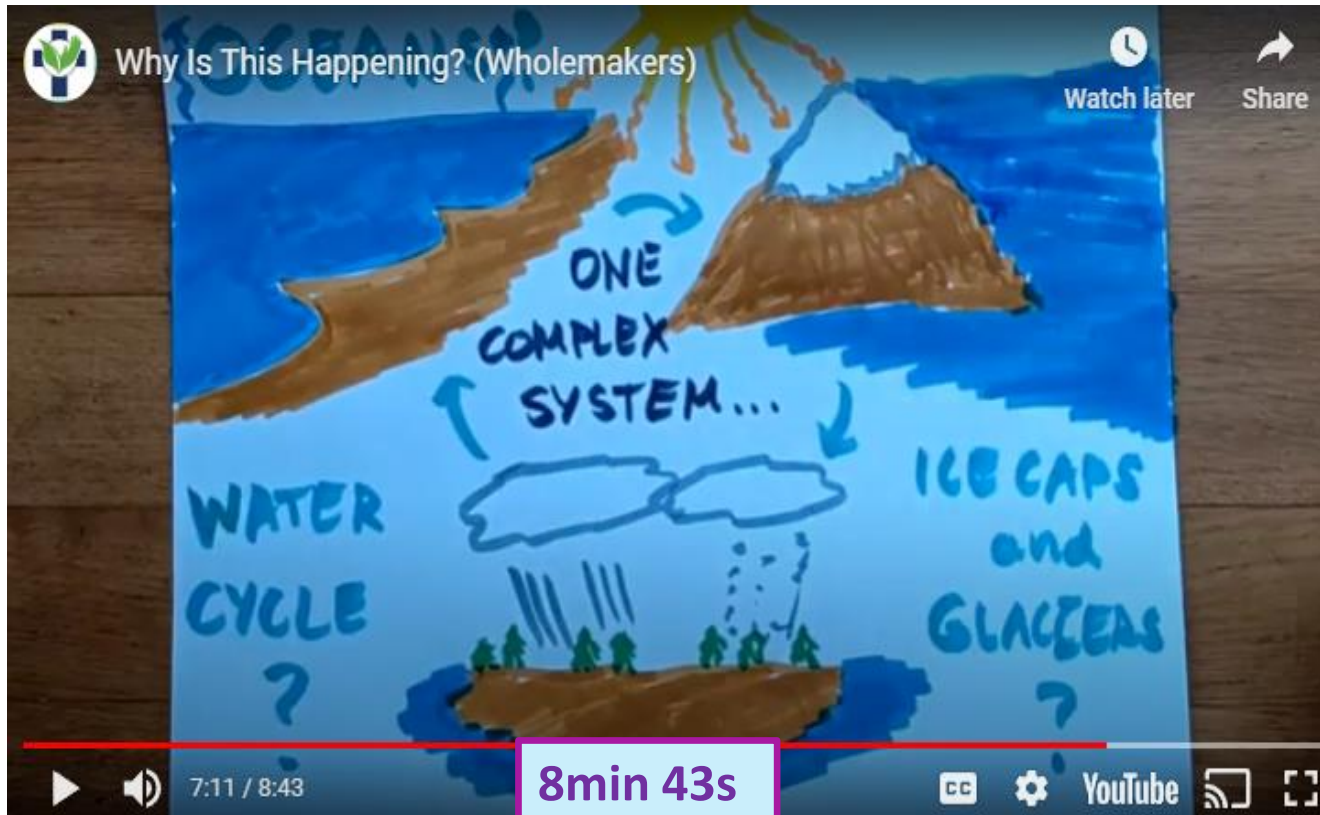 OCEANS?
Why Is This Happening? (Wholemakers)
Watch later
Share
ONE
COMPLEX
SYSTEM...
WATER
CYCLE
?
ICE CAPS
and
GLACIERS
?
7:11 / 8:43
8min 43s
CC
YouTube